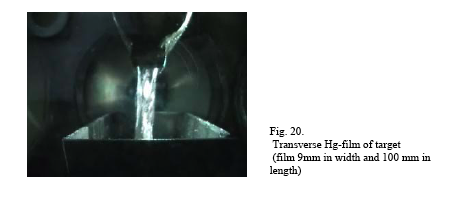 Fig. 20.
Transverse Hg-film of target
(film 9mm in width and 100 mm in
length)